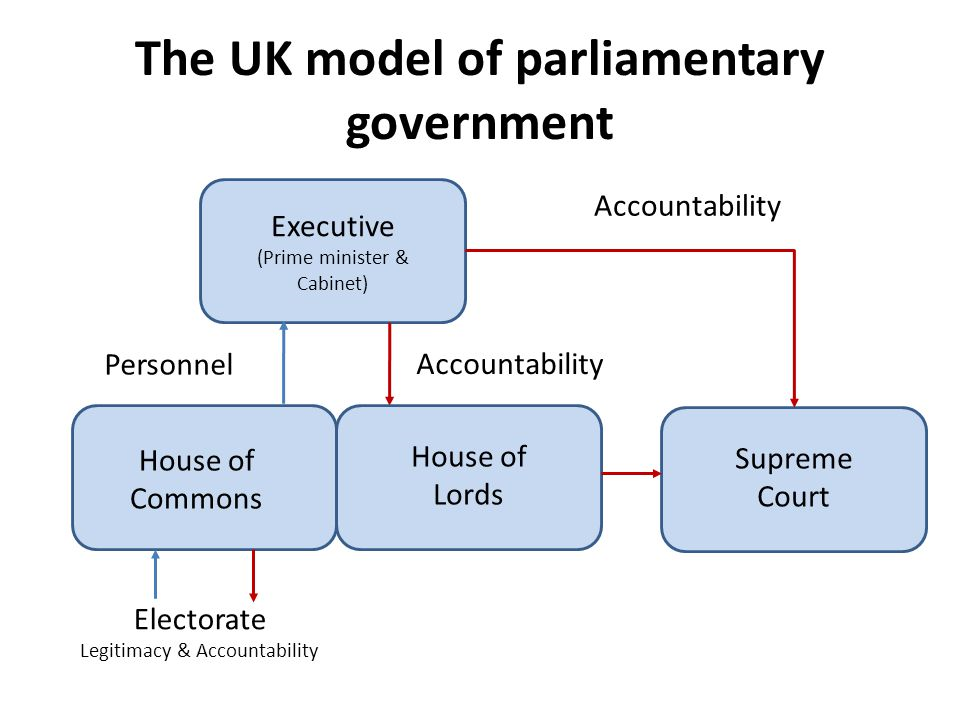 The UK model of parliamentary
government
Executive
(Prime minister &
Cabinet)
Accountability
Personnel
Accountability
House of
Commons
House of
Lords
Supreme
Court
Electorate
Legitimacy & Accountability